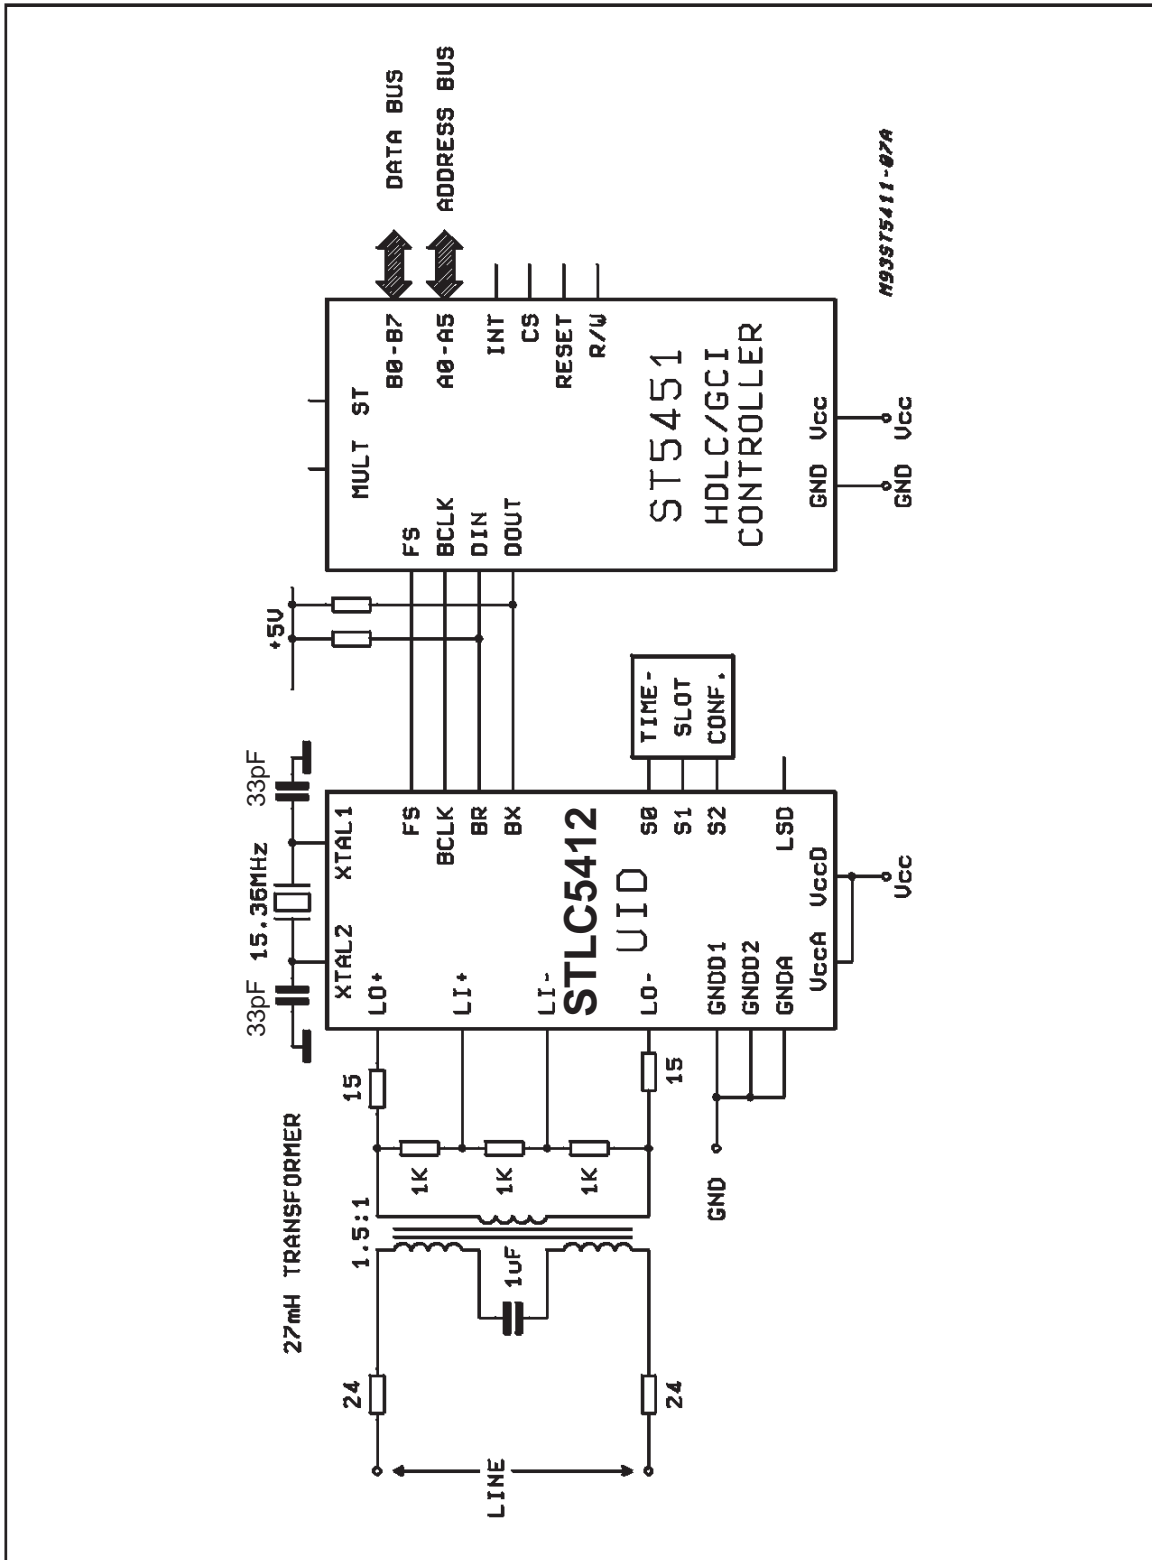 27mH TRANSFORMER
1.5:1
33pF
15.36MHz
33pF
+5V
DATA BUS
ADDRESS BUS
XTAL2
XTAL1
MULT
ST
24
15
LO+
FS
FS
B0-B7
LINE
1uF
1K
LI+
BCLK
BCLK
A0-A5
1K
BR
DIN
INT
1K
LI-
BX
DOUT
CS
RESET
R/W
STLC5412
UID
24
15
LO-
S0
TIME-
S1
SLOT
S2
CONF.
ST5451
HDLC/GCI
CONTROLLER
GND
GNDD1
GNDD2
GNDA
LSD
VccA
VccD
GND
Vcc
Vcc
GND
Vcc
M93ST5411-07A